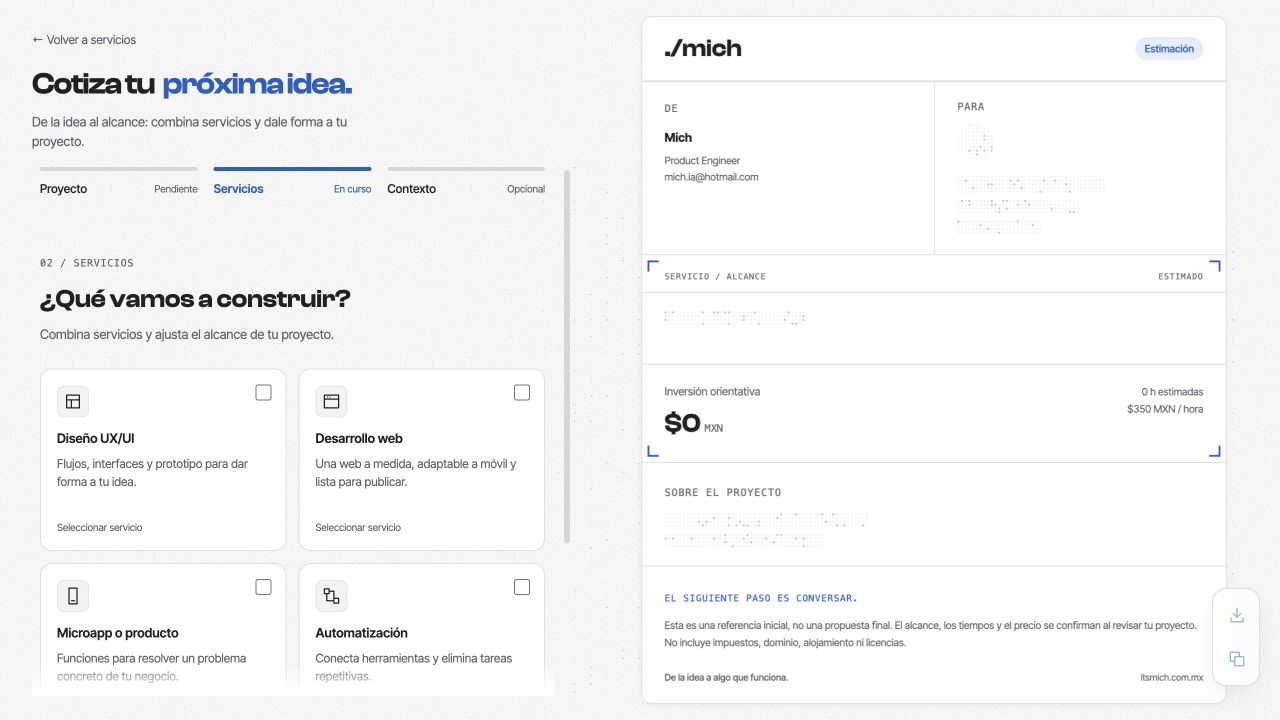 ← Volver a servicios
Cotiza tu próxima idea.
De la idea al alcance: combina servicios y dale forma a tu
proyecto.
Proyecto Pendiente
Servicios En curso
Contexto Opcional
02 / SERVICIOS
¿Qué vamos a construir?
Combina servicios y ajusta el alcance de tu proyecto.
Diseño UX/UI
Flujos, interfaces y prototipo para dar
forma a tu idea.
Seleccionar servicio
Desarrollo web
Una web a medida, adaptable a móvil y
lista para publicar.
Seleccionar servicio
Microapp o producto
Funciones para resolver un problema
concreto de tu negocio.
Automatización
Conecta herramientas y elimina tareas
repetitivas.
./mich
Estimación
DE
Mich
Product Engineer
mich.ia@hotmail.com
PARA
SERVICIO / ALCANCE ESTIMADO
Inversión orientativa
$0 MXN
0 h estimadas
$350 MXN / hora
SOBRE EL PROYECTO
EL SIGUIENTE PASO ES CONVERSAR.
Esta es una referencia inicial, no una propuesta final. El alcance, los tiempos y el precio se confirman al revisar tu proyecto.
No incluye impuestos, dominio, alojamiento ni licencias.
De la idea a algo que funciona. itsmich.com.mx